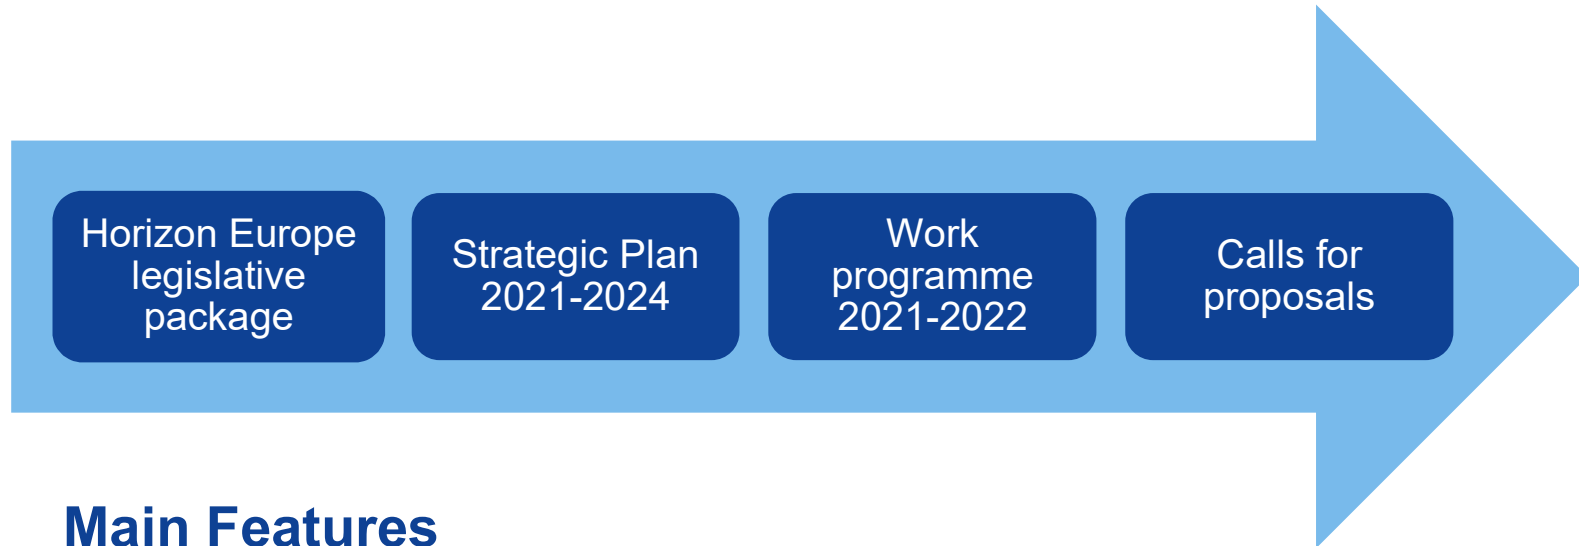 Horizon Europe
legislative
package
Strategic Plan
2021-2024
Work
programme
2021-2022
Calls for
proposals
Main Features